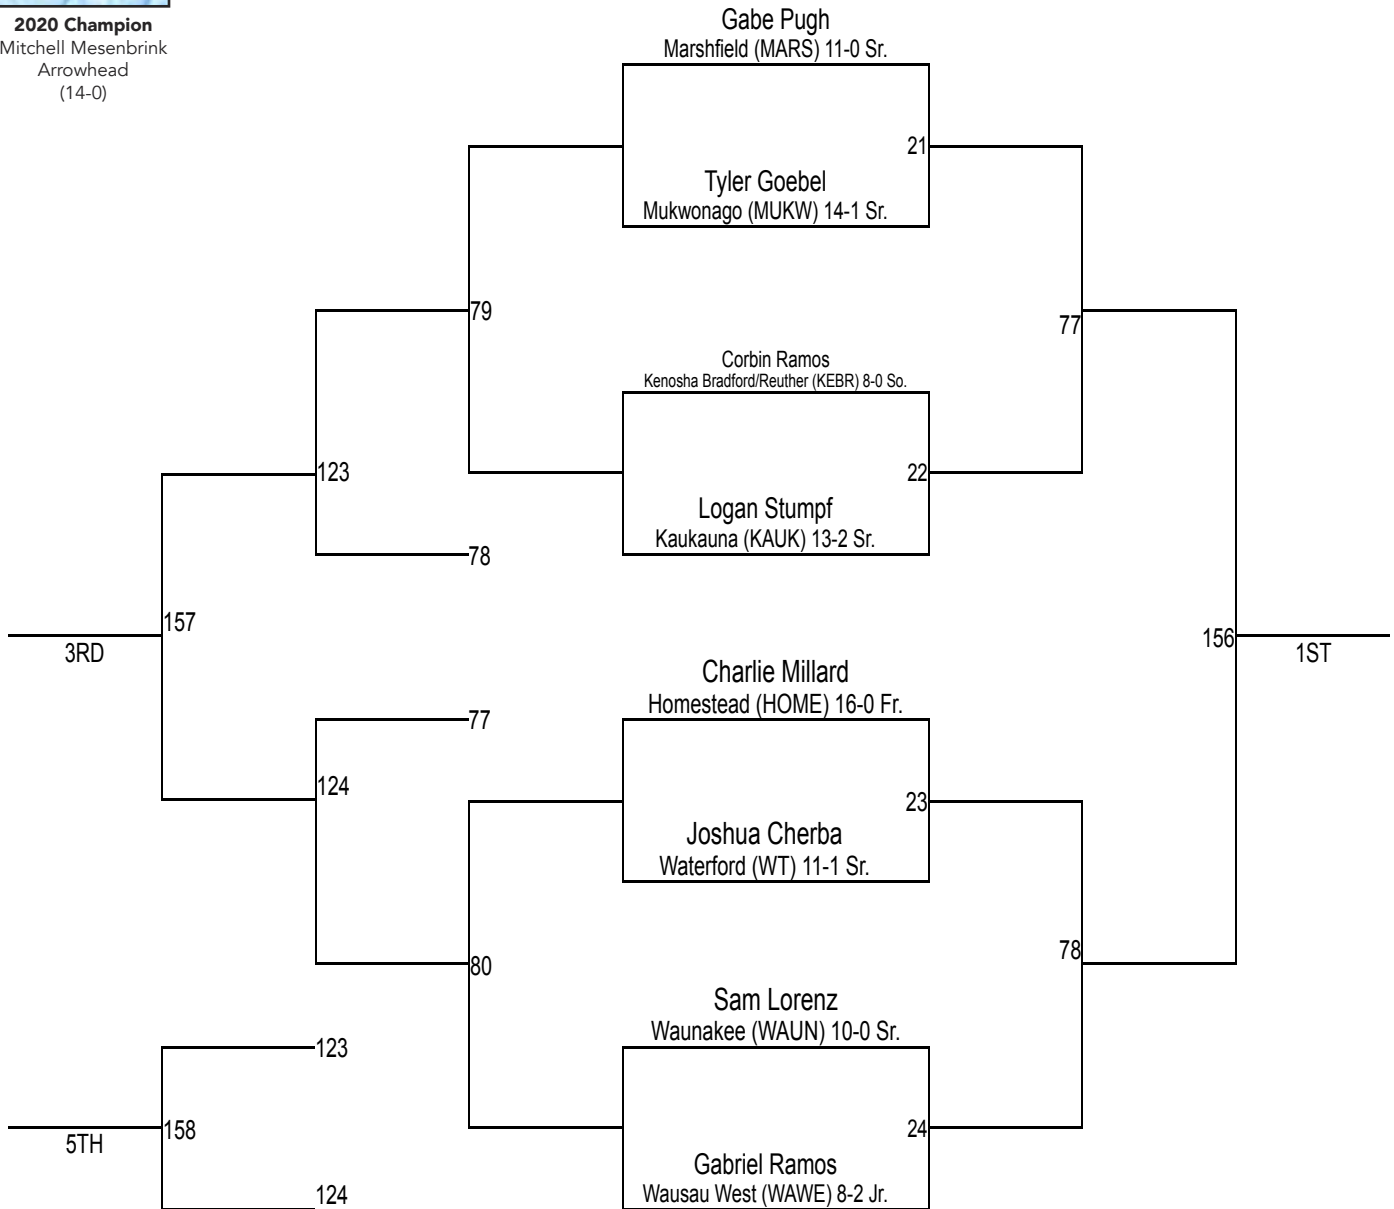 2020 Champion
Mitchell Mesenbrink
Arrowhead
(14-0)
Gabe Pugh
Marshfield (MARS) 11-0 Sr.
21
Tyler Goebel
Mukwonago (MUKW) 14-1 Sr.
79
77
Corbin Ramos
Kenosha Bradford/Reuther (KEBR) 8-0 So.
123
22
Logan Stumpf
Kaukauna (KAUK) 13-2 Sr.
78
157
3RD
156
1ST
Charlie Millard
Homestead (HOME) 16-0 Fr.
77
124
23
Joshua Cherba
Waterford (WT) 11-1 Sr.
80
78
Sam Lorenz
Waunakee (WAUN) 10-0 Sr.
123
158
5TH
24
Gabriel Ramos
Wausau West (WAWE) 8-2 Jr.
124